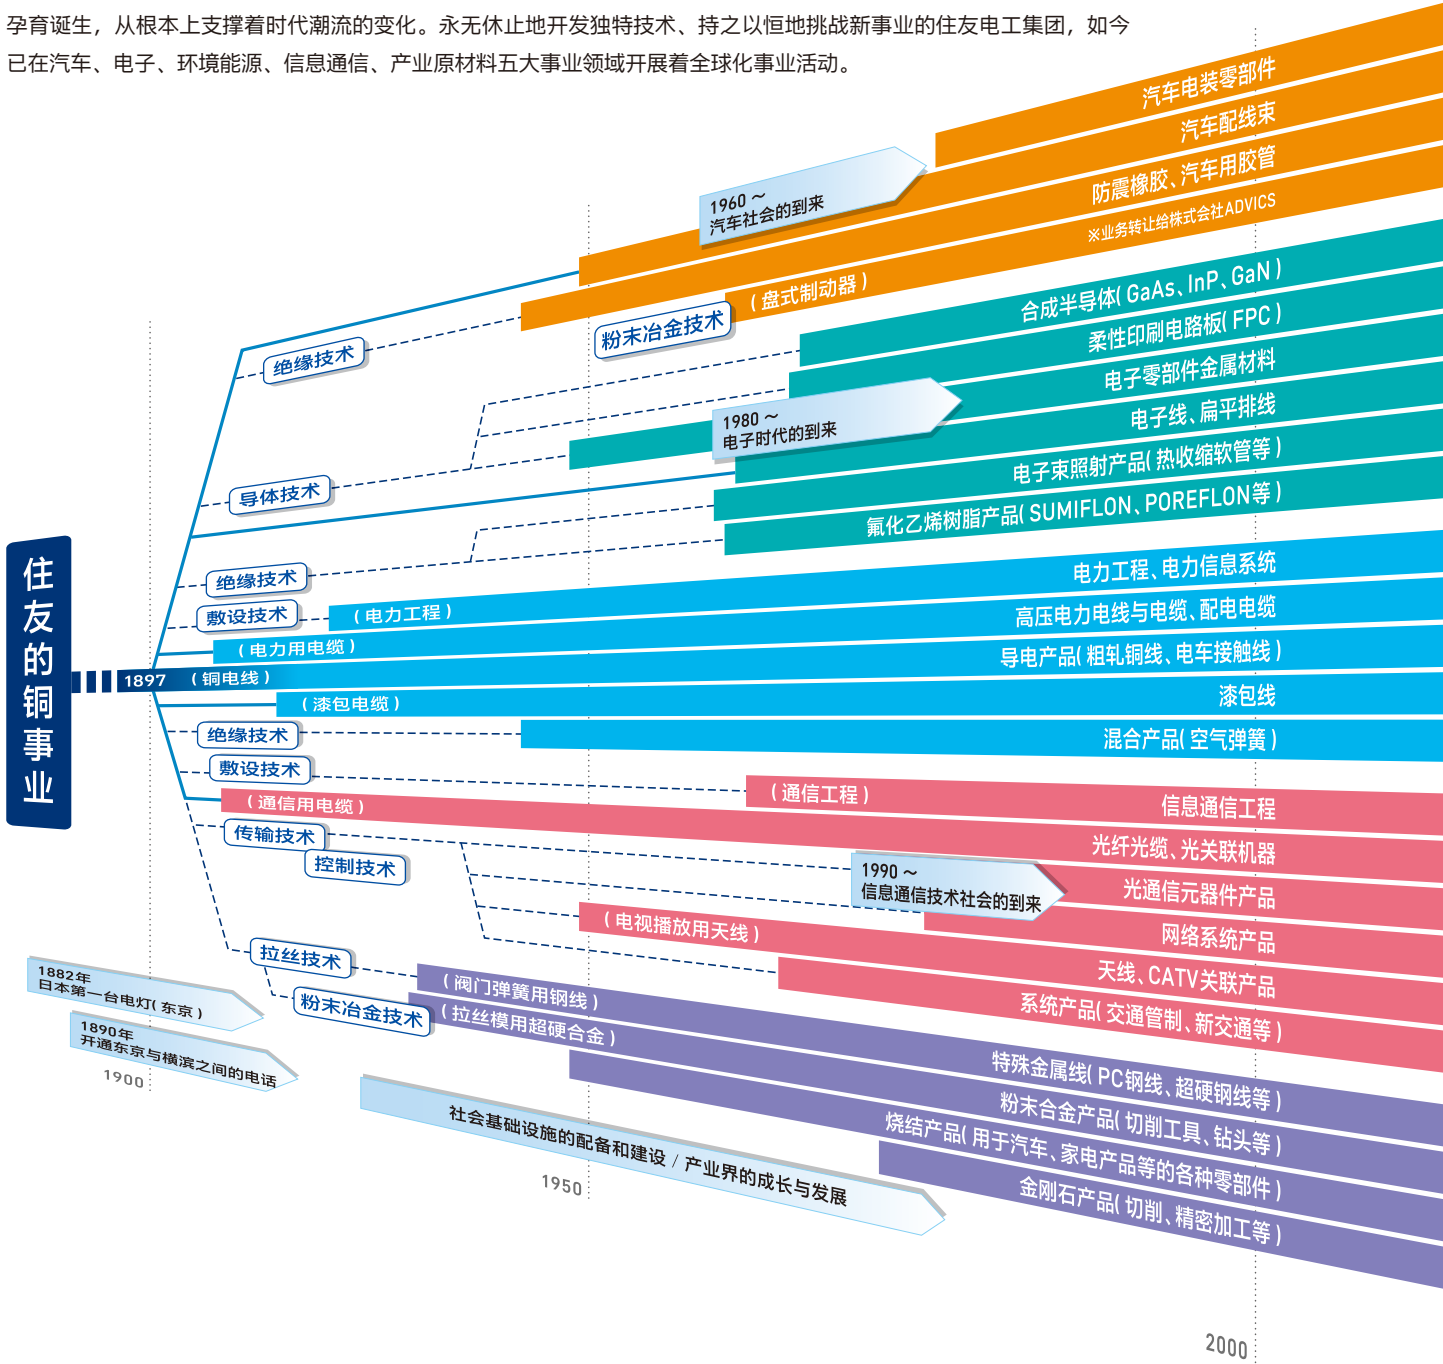 孕育诞生，从根本上支撑着时代潮流的变化。永无休止地开发独特技术、持之以恒地挑战新事业的住友电工集团，如今
已在汽车、电子、环境能源、信息通信、产业原材料五大事业领域开展着全球化事业活动。
汽车电装零部件
汽车配线束
防震橡胶、汽车用胶管
※业务转让给株式会社ADVICS
1960 ～
汽车社会的到来
（盘式制动器）
粉末冶金技术
绝缘技术
合成半导体（GaAs、InP、GaN）
柔性印刷电路板（FPC）
电子零部件金属材料
电子线、扁平排线
电子束照射产品（热收缩软管等）
氟化乙烯树脂产品（SUMIFLON、POREFLON等）
1980 ～
电子时代的到来
导体技术
绝缘技术
敷设技术
（电力工程）
电力工程、电力信息系统
（电力用电缆）
高压电力电线与电缆、配电电缆
住友的铜事业
1897 （铜电线）
导电产品（粗轧铜线、电车接触线）
（漆包电缆）
漆包线
绝缘技术
混合产品（空气弹簧）
敷设技术
（通信工程）
信息通信工程
（通信用电缆）
光纤光缆、光关联机器
传输技术
控制技术
1990 ～
信息通信技术社会的到来
光通信元器件产品
网络系统产品
（电视播放用天线）
天线、CATV关联产品
系统产品（交通管制、新交通等）
拉丝技术
（阀门弹簧用钢线）
特殊金属线（PC钢线、超硬钢线等）
粉末冶金技术
（拉丝模用超硬合金）
粉末合金产品（切削工具、钻头等）
烧结产品（用于汽车、家电产品等的各种零部件）
金刚石产品（切削、精密加工等）
1882年
日本第一台电灯（东京）
1890年
开通东京与横滨之间的电话
1900
社会基础设施的配备和建设 / 产业界的成长与发展
1950
2000